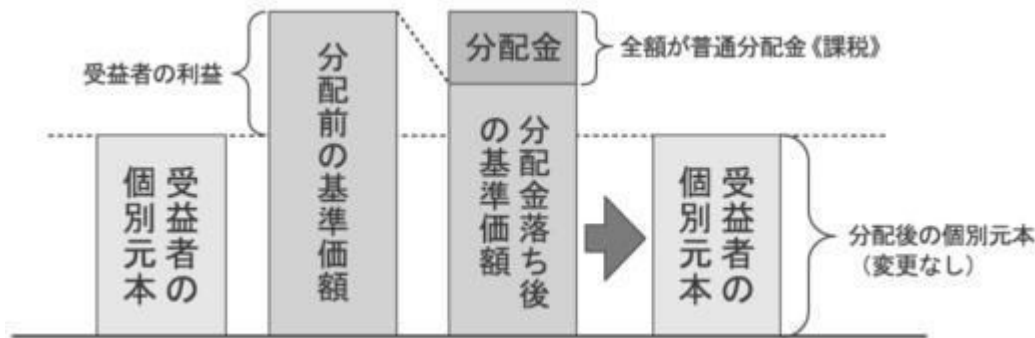 受益者の利益
分配前の基準価額
分配金
全額が普通分配金《課税》
受益者の
個別元本
分配金落ち後
の基準価額
受益者の
個別元本
分配後の個別元本
(変更なし)